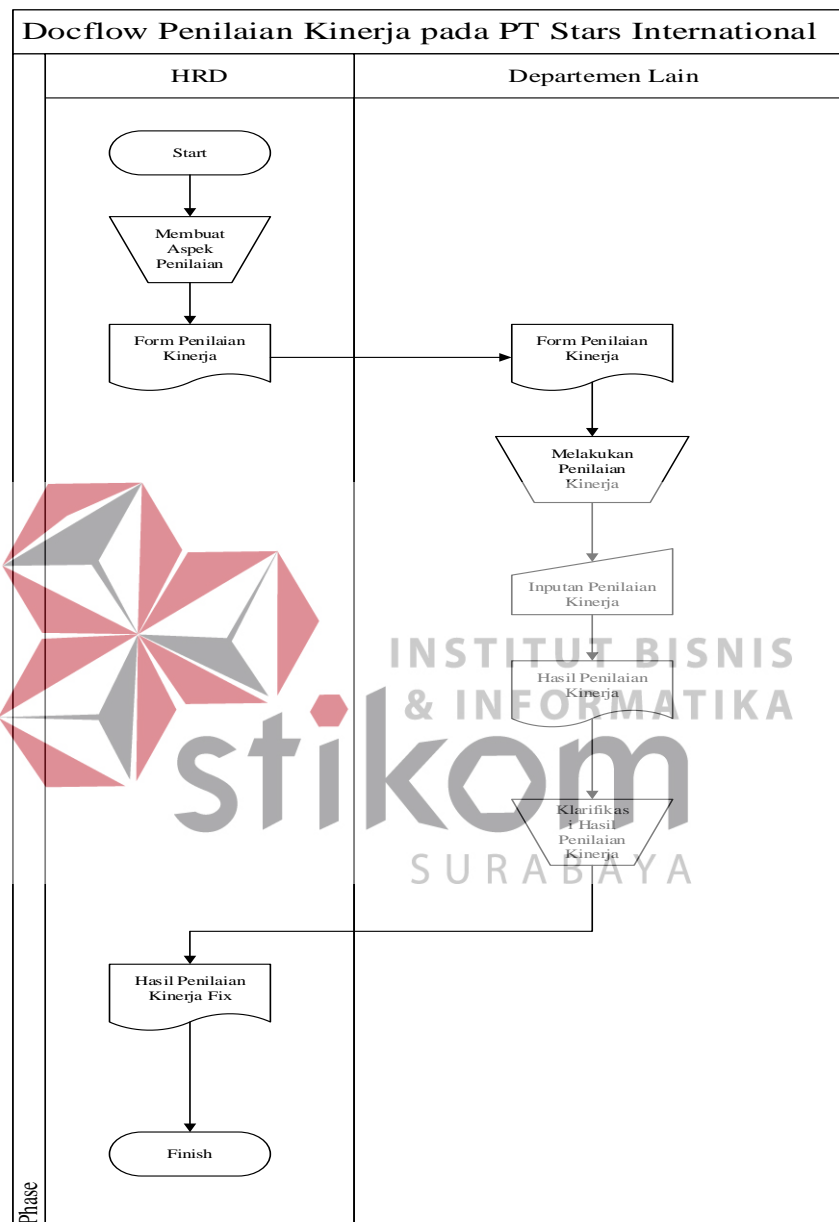 Docflow Penilaian Kinerja pada PT Stars International
HRD
Departemen Lain
Start
Membuat
Aspek
Penilaian
Form Penilaian
Kinerja
Form Penilaian
Kinerja
Melakukan
Penilaian
Kinerja
Inputan Penilaian
Kinerja
INSTITUT BISNIS
& INFORMATIKA
Hasil Penilaian
Kinerja
stikom
SURABAYA
Klarifikas
i Hasil
Penilaian
Kinerja
Hasil Penilaian
Kinerja Fix
Finish
Phase